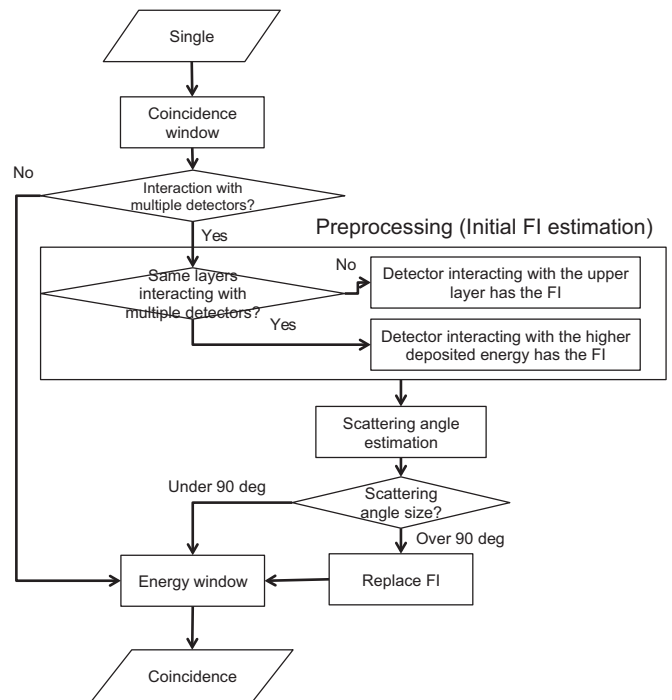 Single
Coincidence
window
No
Interaction with
multiple detectors?
Yes
Preprocessing (Initial FI estimation)
Same layers
interacting with
multiple detectors?
No
Detector interacting with the upper
layer has the FI
Yes
Detector interacting with the higher
deposited energy has the FI
Scattering angle
estimation
Under 90 deg
Scattering
angle size?
Over 90 deg
Energy window
Replace FI
Coincidence